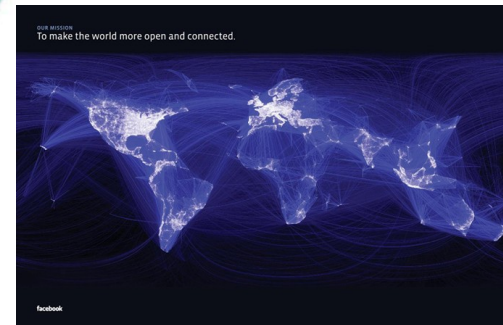 OUR MISSION
To make the world more open and connected.
facebook